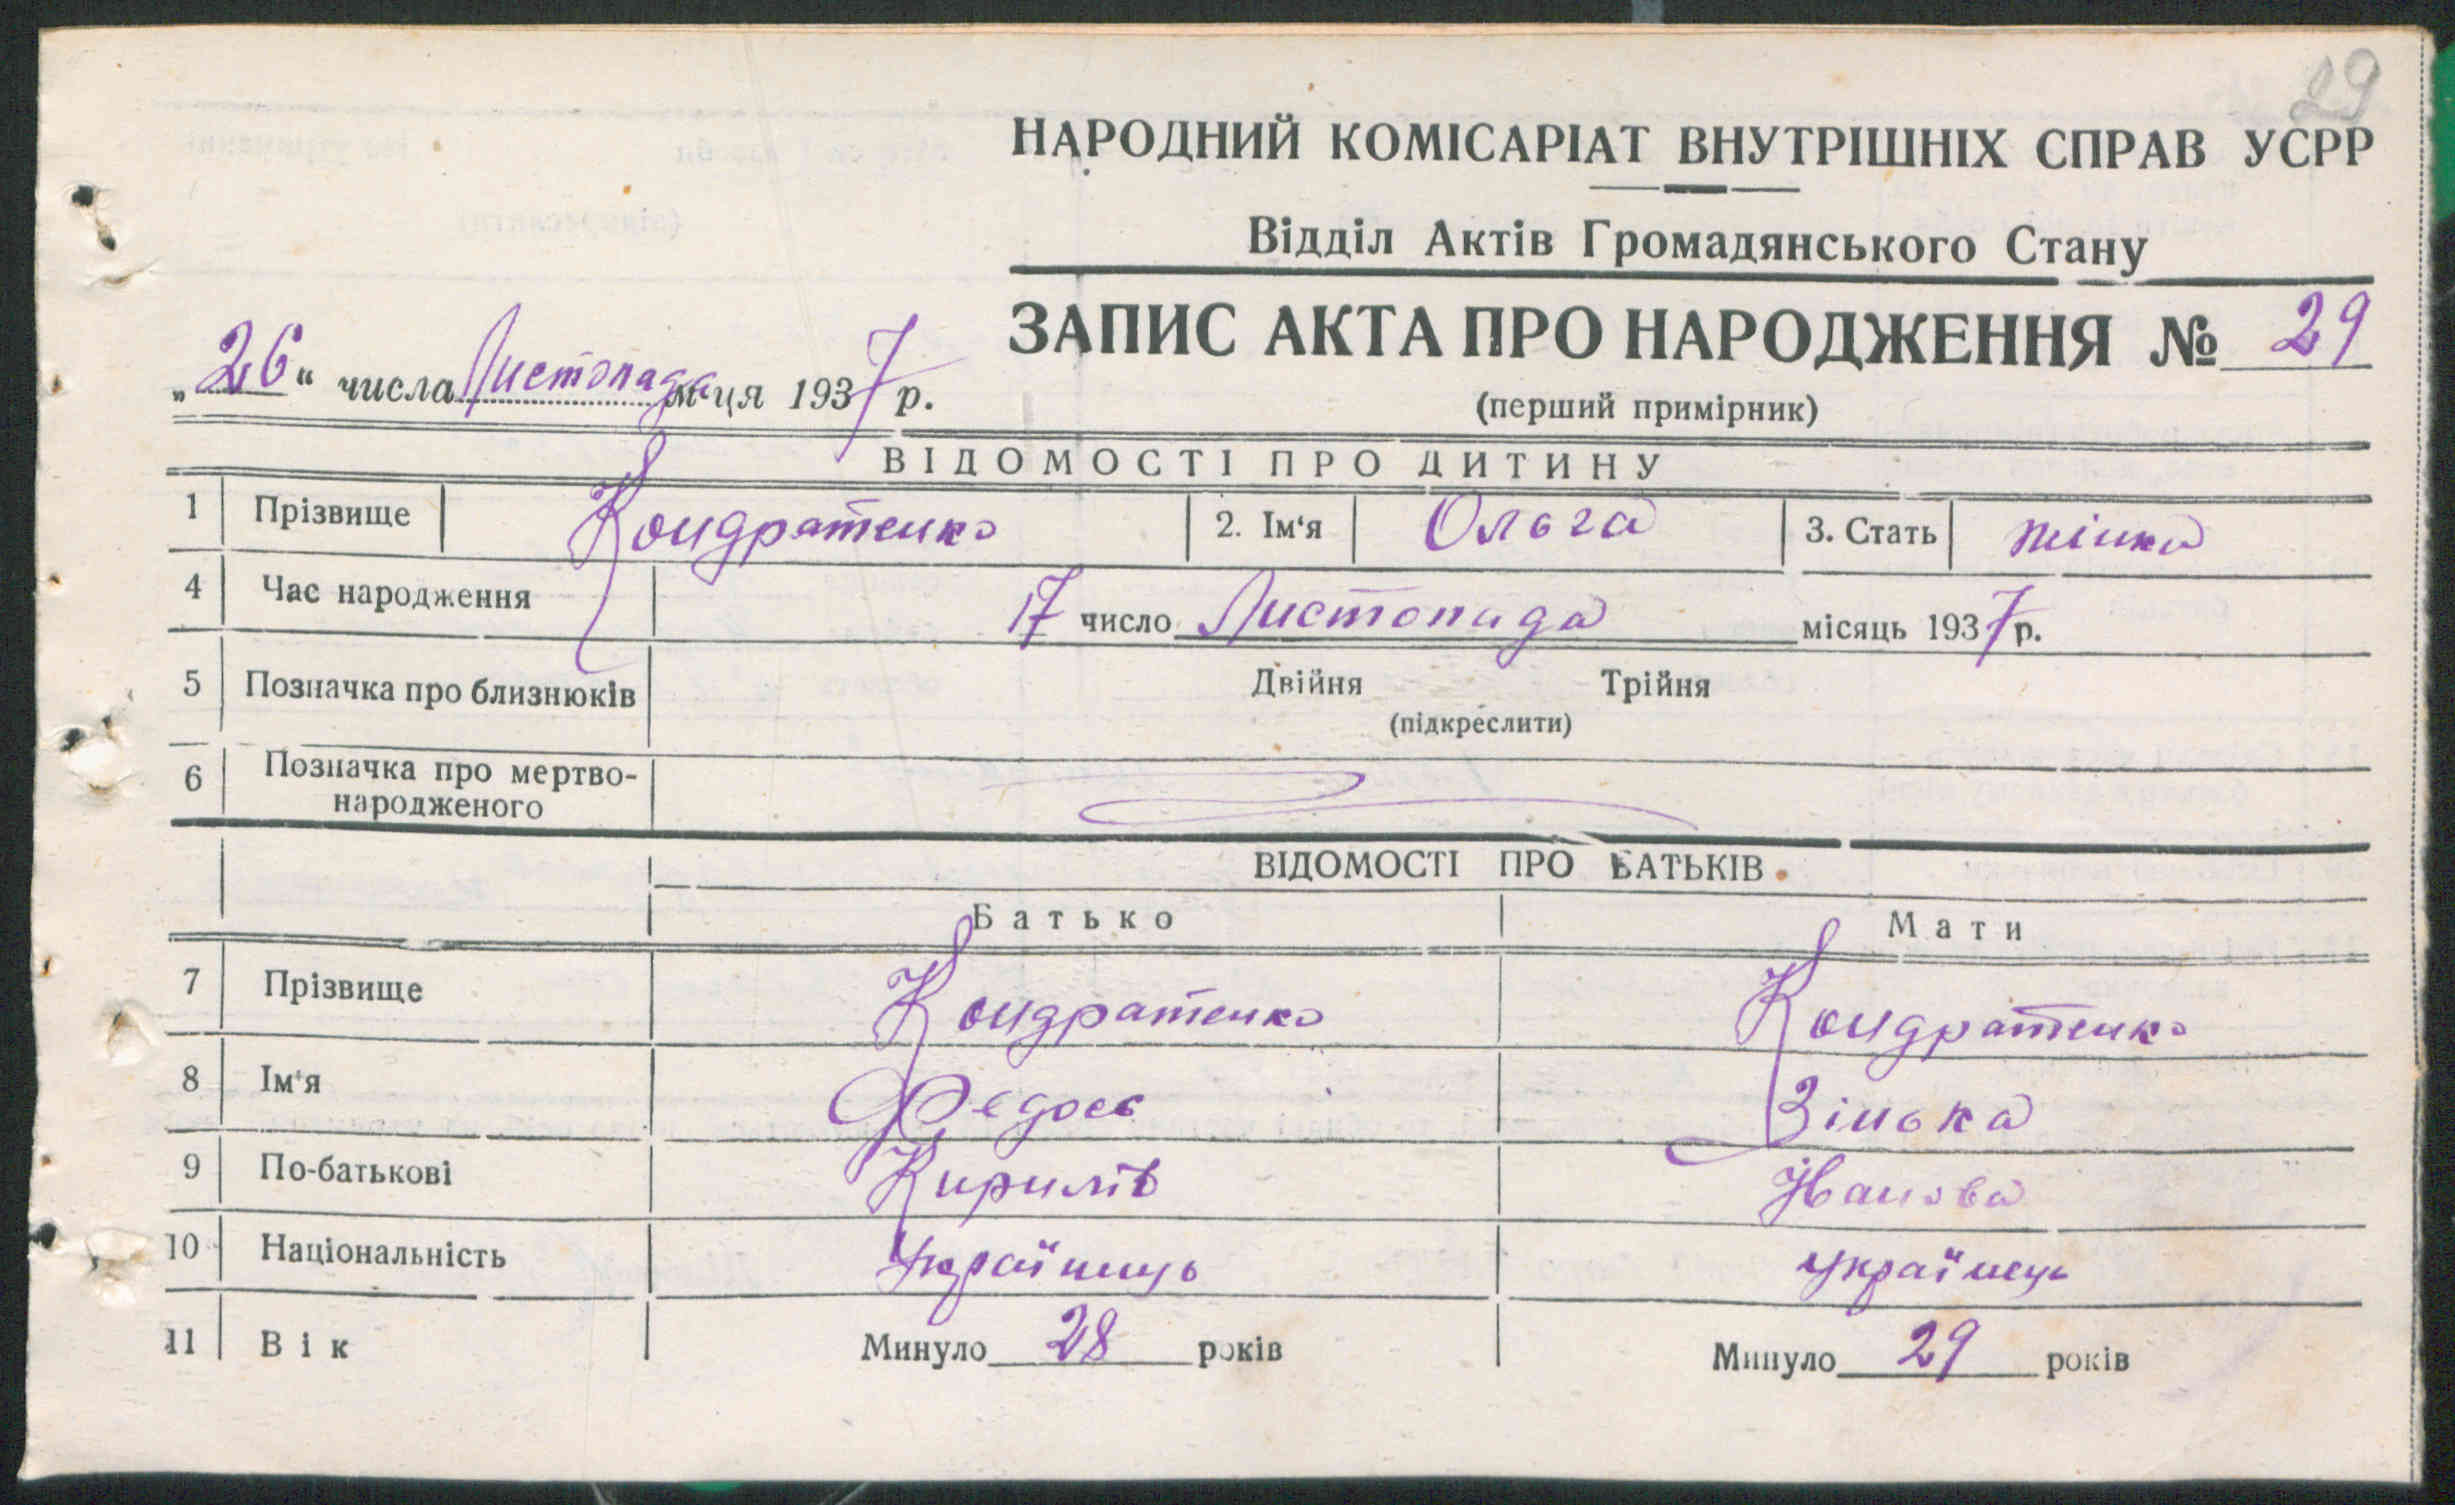 29
НАРОДНИЙ КОМІСАРІАТ ВНУТРІШНІХ СПРАВ УСРР
Відділ Актів Громадянського Стану
ЗАПИС АКТА ПРО НАРОДЖЕННЯ № 29
(перший примірник)
„26“ числа Листопада м-ця 1937 р.
ВІДОМОСТІ ПРО ДИТИНУ
1 Прізвище Кондратенко 2. Ім‘я Ольга 3. Стать жінка
4 Час народження 17 число Листопада місяць 1937 р.
5 Позначка про близнюків Двійня Трійня
(підкреслити)
6 Позначка про мертво-
народженого
ВІДОМОСТІ ПРО БАТЬКІВ
Батько Мати
7 Прізвище Кондратенко Кондратенко
8 Ім‘я Федось Зінька
9 По-батькові Кирилів Иванова
10 Національність Українець українець
11 Вік Минуло 28 років Минуло 29 років